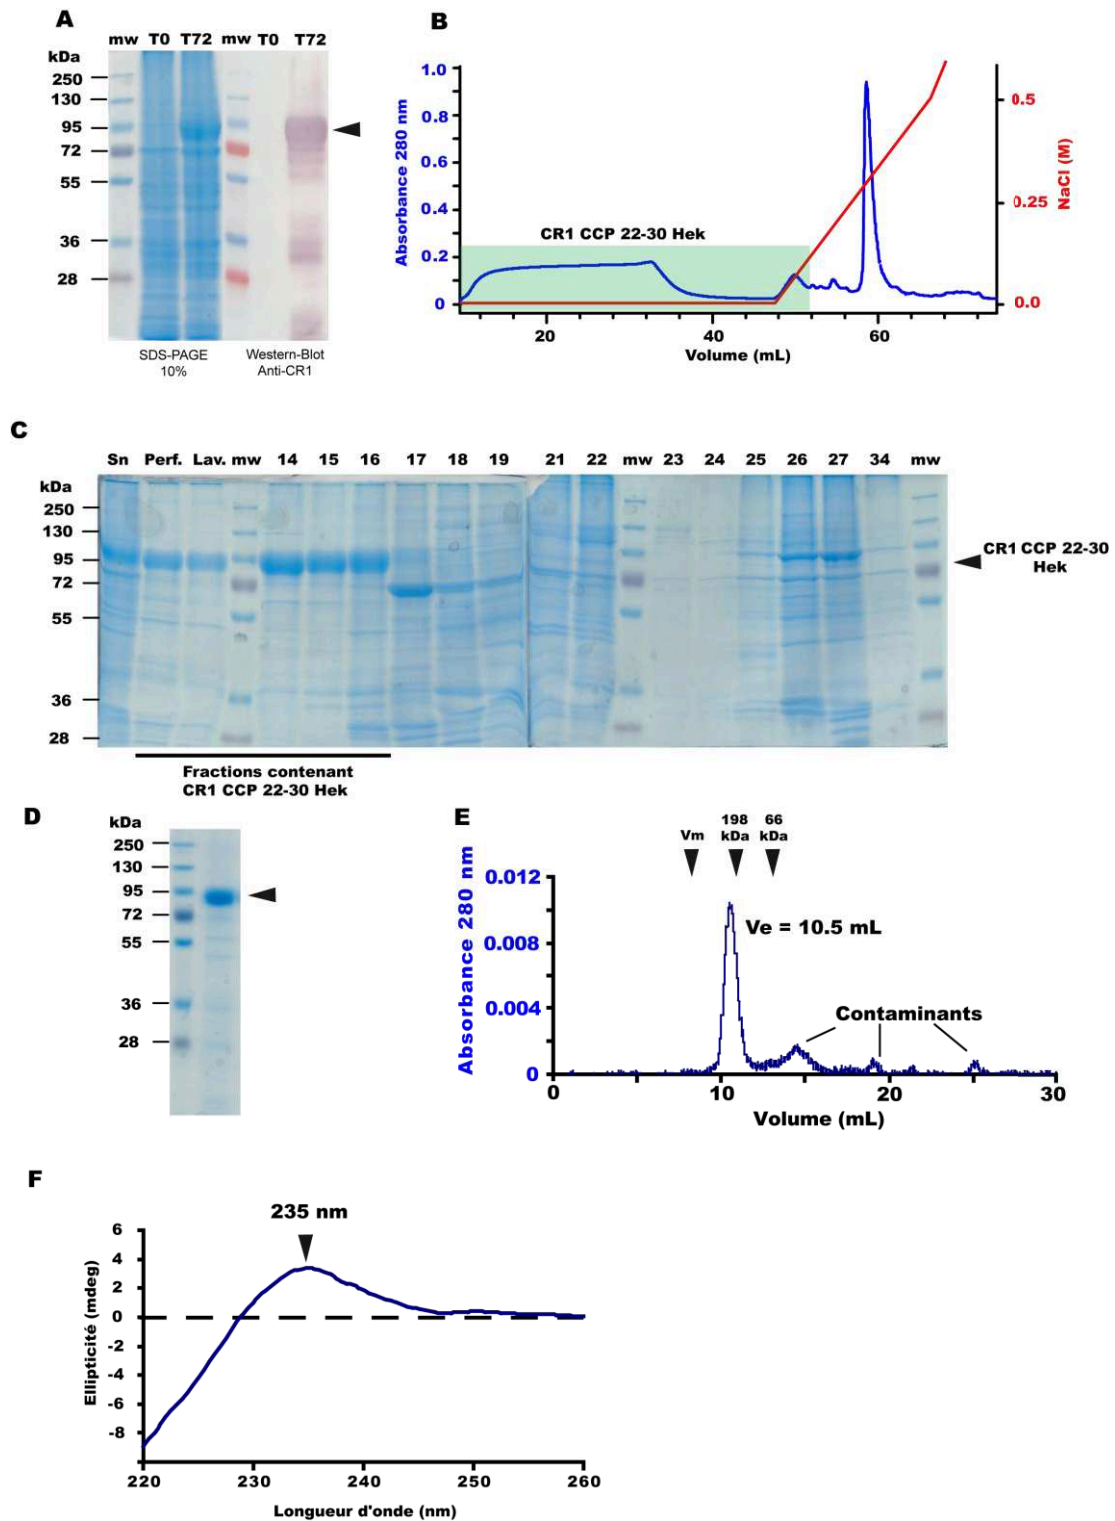 A
mw T0 T72 mw T0 T72
kDa
250
130
95
72
55
36
28
SDS-PAGE
10%
Western-Blot
Anti-CR1
B
1.0
0.8
0.6
0.4
0.2
0
Absorbance 280 nm
CR1 CCP 22-30 Hek
0.5
0.25
0.0
NaCl (M)
20 40 60
Volume (mL)
C
Sn Perf. Lav. mw 14 15 16 17 18 19 21 22 mw 23 24 25 26 27 34 mw
kDa
250
130
95
72
55
36
28
CR1 CCP 22-30
Hek
Fractions contenant
CR1 CCP 22-30 Hek
D
kDa
250
130
95
72
55
36
28
E
Vm
198
kDa
66
kDa
0.012
0.008
0.004
0
Absorbance 280 nm
Ve = 10.5 mL
Contaminants
0 10 20 30
Volume (mL)
F
235 nm
6
4
2
0
-2
-4
-6
-8
Ellipticité (mdeg)
220 230 240 250 260
Longueur d'onde (nm)